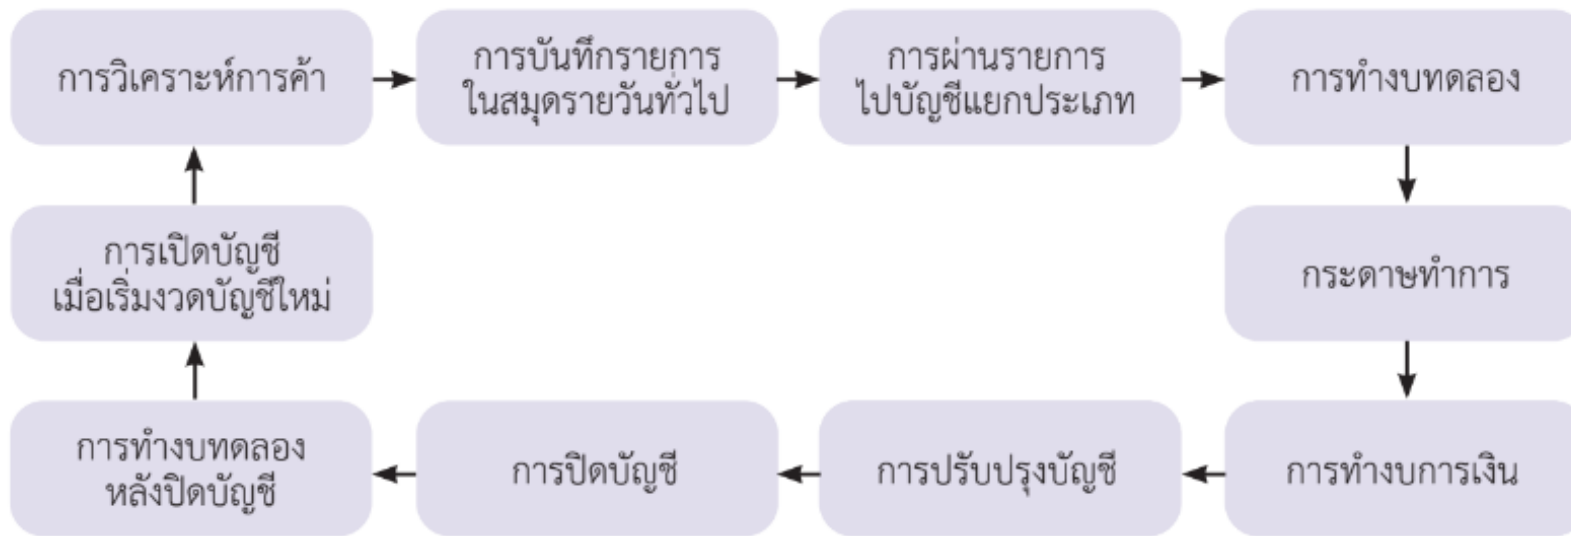 การวิเคราะห์การค้า
การบันทึกรายการ
ในสมุดรายวันทั่วไป
การผ่านรายการ
ไปบัญชีแยกประเภท
การทำงบทดลอง
กระดาษทำการ
การทำงบการเงิน
การปรับปรุงบัญชี
การปิดบัญชี
การทำงบทดลอง
หลังปิดบัญชี
การเปิดบัญชี
เมื่อเริ่มงวดบัญชีใหม่